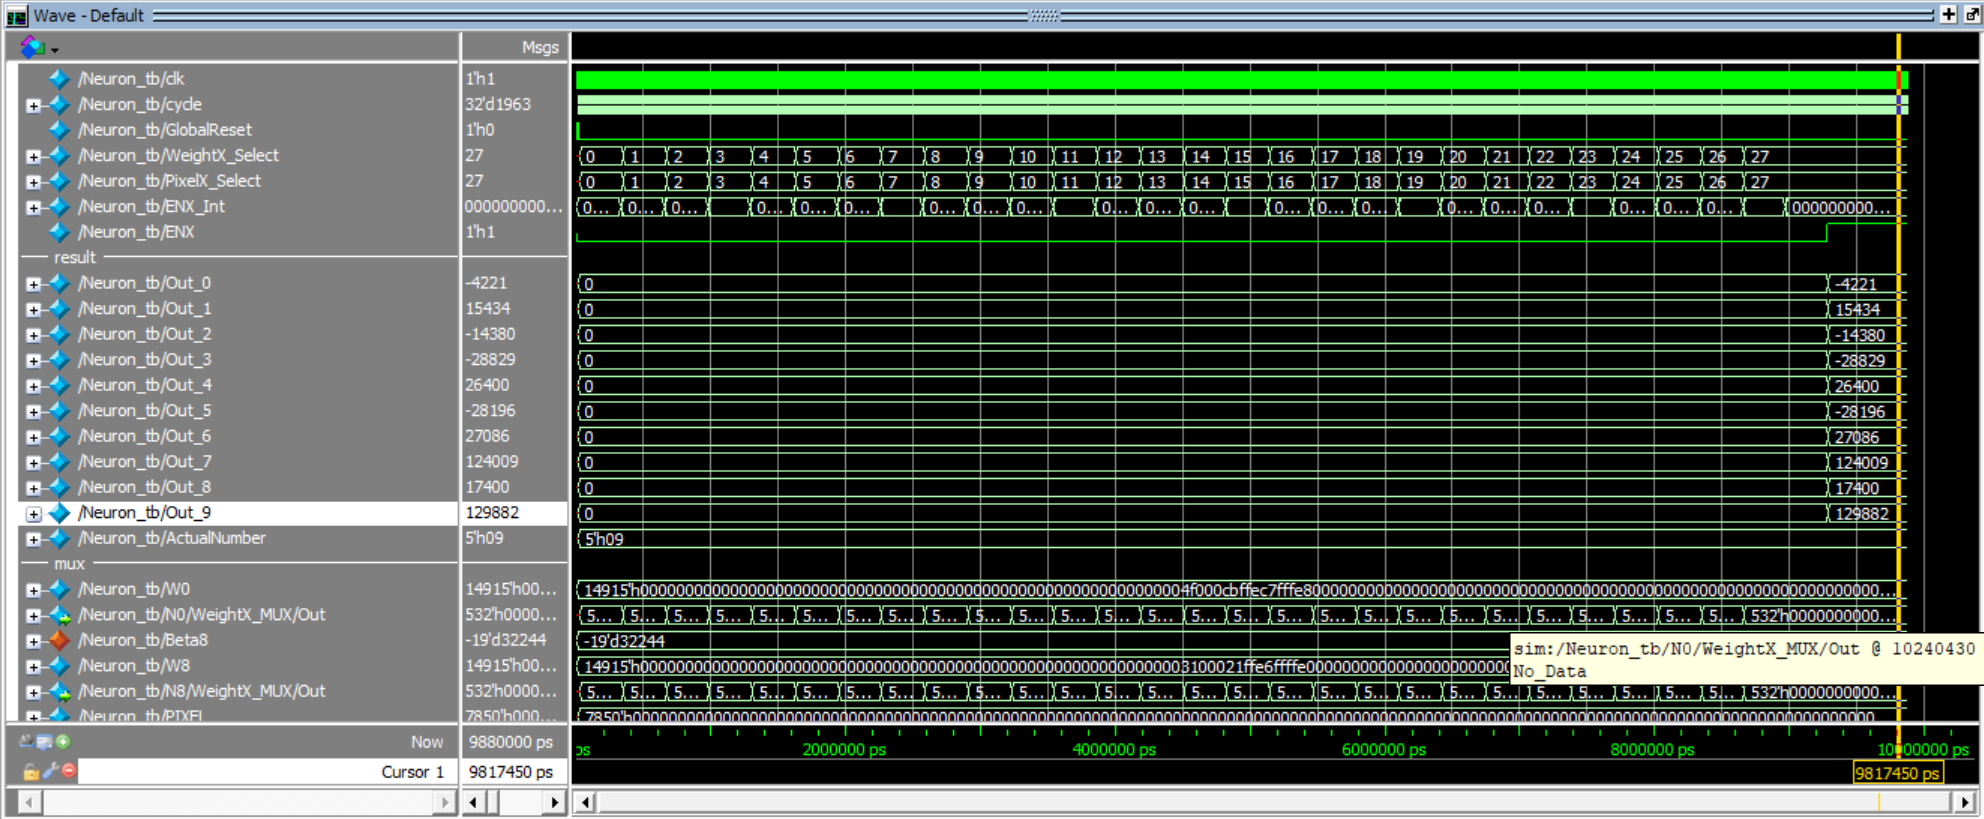 Wave - Default
Msgs
/Neuron_tb/clk 1'h1
/Neuron_tb/cycle 32'd1963
/Neuron_tb/GlobalReset 1'h0
/Neuron_tb/WeightX_Select 27 0 1 2 3 4 5 6 7 8 9 10 11 12 13 14 15 16 17 18 19 20 21 22 23 24 25 26 27
/Neuron_tb/PixelX_Select 27 0 1 2 3 4 5 6 7 8 9 10 11 12 13 14 15 16 17 18 19 20 21 22 23 24 25 26 27
/Neuron_tb/ENX_Int 000000000... 0... 0... 0... 0... 0... 0... 0... 0... 0... 0... 0... 0... 0... 0... 0... 0... 0... 0... 0... 0... 0... 000000000...
/Neuron_tb/ENX 1'h1
result
/Neuron_tb/Out_0 -4221 0 -4221
/Neuron_tb/Out_1 15434 0 15434
/Neuron_tb/Out_2 -14380 0 -14380
/Neuron_tb/Out_3 -28829 0 -28829
/Neuron_tb/Out_4 26400 0 26400
/Neuron_tb/Out_5 -28196 0 -28196
/Neuron_tb/Out_6 27086 0 27086
/Neuron_tb/Out_7 124009 0 124009
/Neuron_tb/Out_8 17400 0 17400
/Neuron_tb/Out_9 129882 0 129882
/Neuron_tb/ActualNumber 5'h09 5'h09
mux
/Neuron_tb/W0 14915'h00...
/Neuron_tb/N0/WeightX_MUX/Out 532'h0000... 5... 5... 5... 5... 5... 5... 5... 5... 5... 5... 5... 5... 5... 5... 5... 5... 5... 5... 5... 5... 5... 5... 5... 5... 5... 5... 5... 532'h0000000000...
/Neuron_tb/Beta8 -19'd32244 -19'd32244
/Neuron_tb/W8 14915'h00...
sim:/Neuron_tb/N0/WeightX_MUX/Out @ 10240430
No_Data
/Neuron_tb/N8/WeightX_MUX/Out 532'h0000... 5... 5... 5... 5... 5... 5... 5... 5... 5... 5... 5... 5... 5... 5... 5... 5... 5... 5... 5... 5... 5... 5... 5... 5... 5... 5... 5... 532'h0000000000...
/Neuron_tb/PIXEL 7850'h000...
Now 9880000 ps ps 2000000 ps 4000000 ps 6000000 ps 8000000 ps 10000000 ps
Cursor 1 9817450 ps 9817450 ps